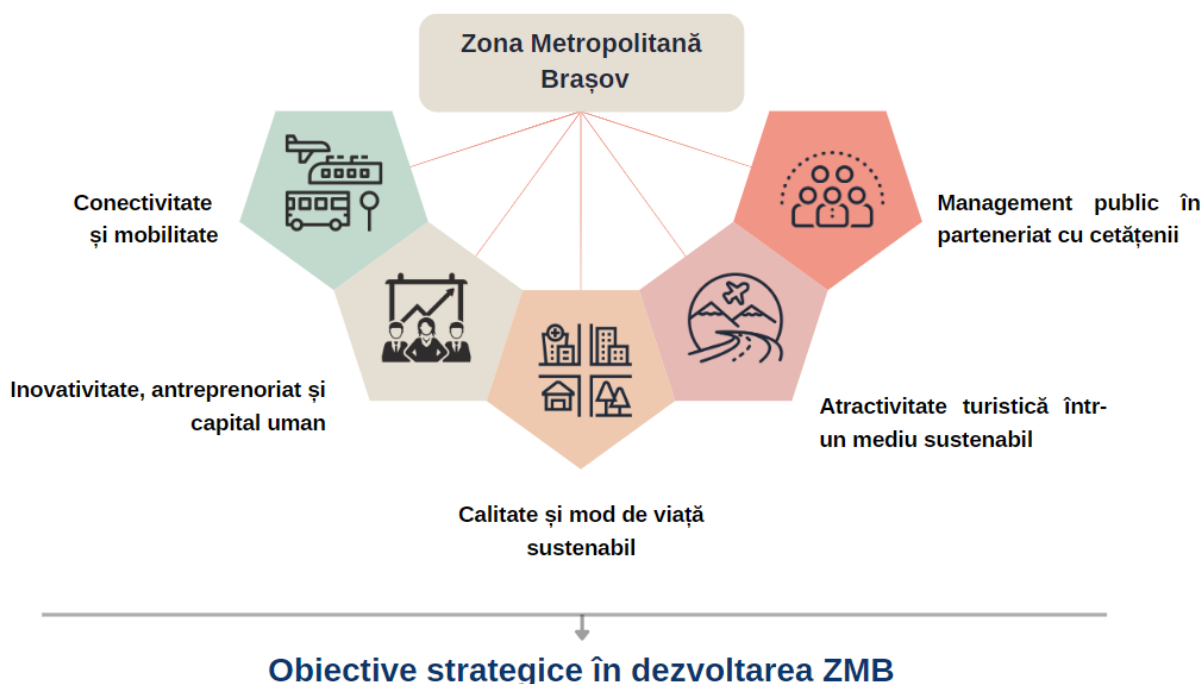 Zona Metropolitană
Brașov
Conectivitate
și mobilitate
Management public în
parteneriat cu cetățenii
Inovativitate, antreprenoriat și
capital uman
Atractivitate turistică într-
un mediu sustenabil
Calitate și mod de viață
sustenabil
Obiective strategice în dezvoltarea ZMB